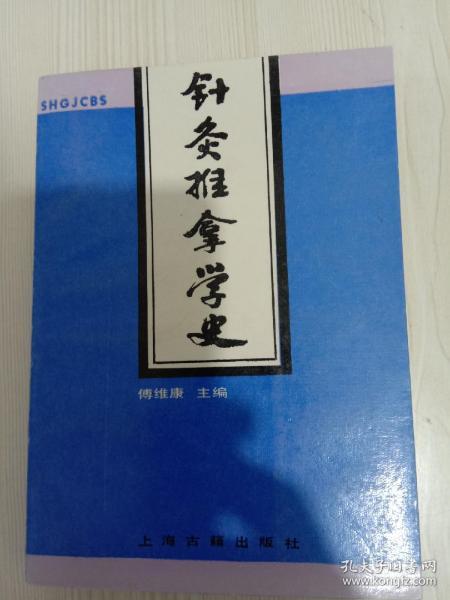 SHGJCBS
针灸推拿学史
傅维康 主编
上海古籍出版社
孔夫子旧书网
www.kongfz.com